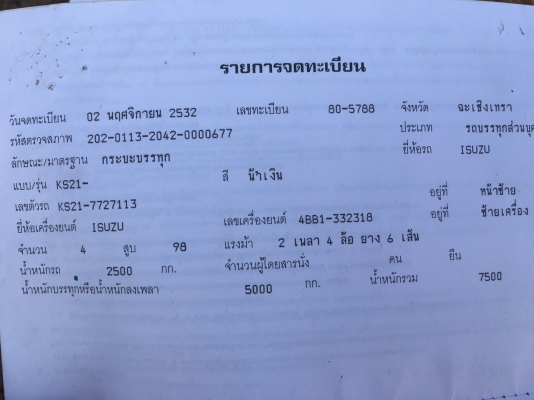 รายการจดทะเบียน
วันจดทะเบียน 02 พฤศจิกายน 2532 เลขทะเบียน 80-5788 จังหวัด ฉะเชิงเทรา
รหัสตรวจสภาพ 202-0113-2042-0000677 ประเภท รถบรรทุกส่วนบุค
ลักษณะ/มาตรฐาน กระบะบรรทุก ยี่ห้อรถ ISUZU
แบบ/รุ่น KS21- สี น้ำเงิน
เลขตัวรถ KS21-7727113 อยู่ที่ หน้าซ้าย
ยี่ห้อเครื่องยนต์ ISUZU เลขเครื่องยนต์ 4BB1-332318 อยู่ที่ ซ้ายเครื่อง
จำนวน 4 สูบ 98 แรงม้า 2 เพลา 4 ล้อ ยาง 6 เส้น
น้ำหนักรถ 2500 กก. จำนวนผู้โดยสารนั่ง คน ยืน
น้ำหนักบรรทุกหรือน้ำหนักลงเพลา 5000 กก. น้ำหนักรวม 7500